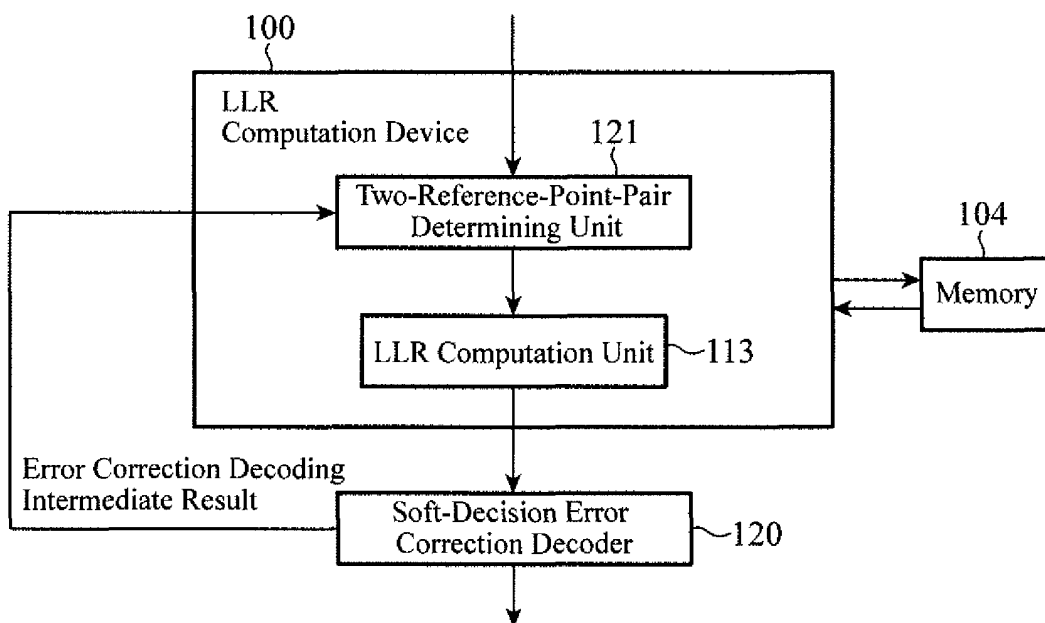 100
LLR
Computation Device
121
Two-Reference-Point-Pair
Determining Unit
104
Memory
LLR Computation Unit
113
Error Correction Decoding
Intermediate Result
Soft-Decision Error
Correction Decoder
120